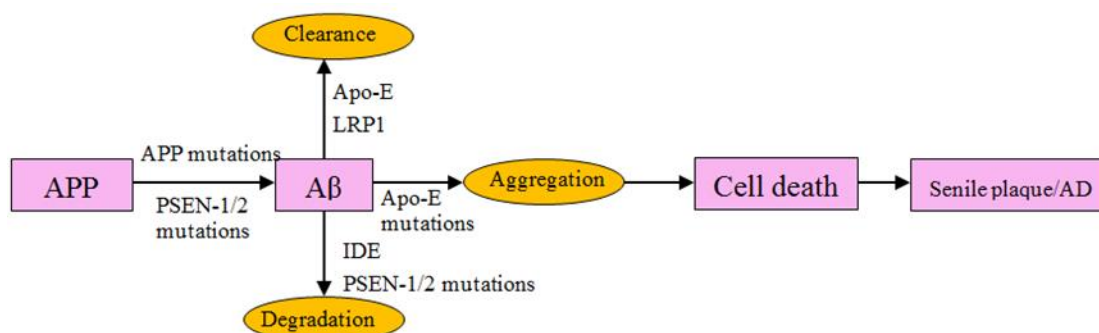 Clearance
Apo-E
LRP1
APP mutations
APP
PSEN-1/2
mutations
Aβ
Apo-E
mutations
Aggregation
Cell death
Senile plaque/AD
IDE
PSEN-1/2 mutations
Degradation